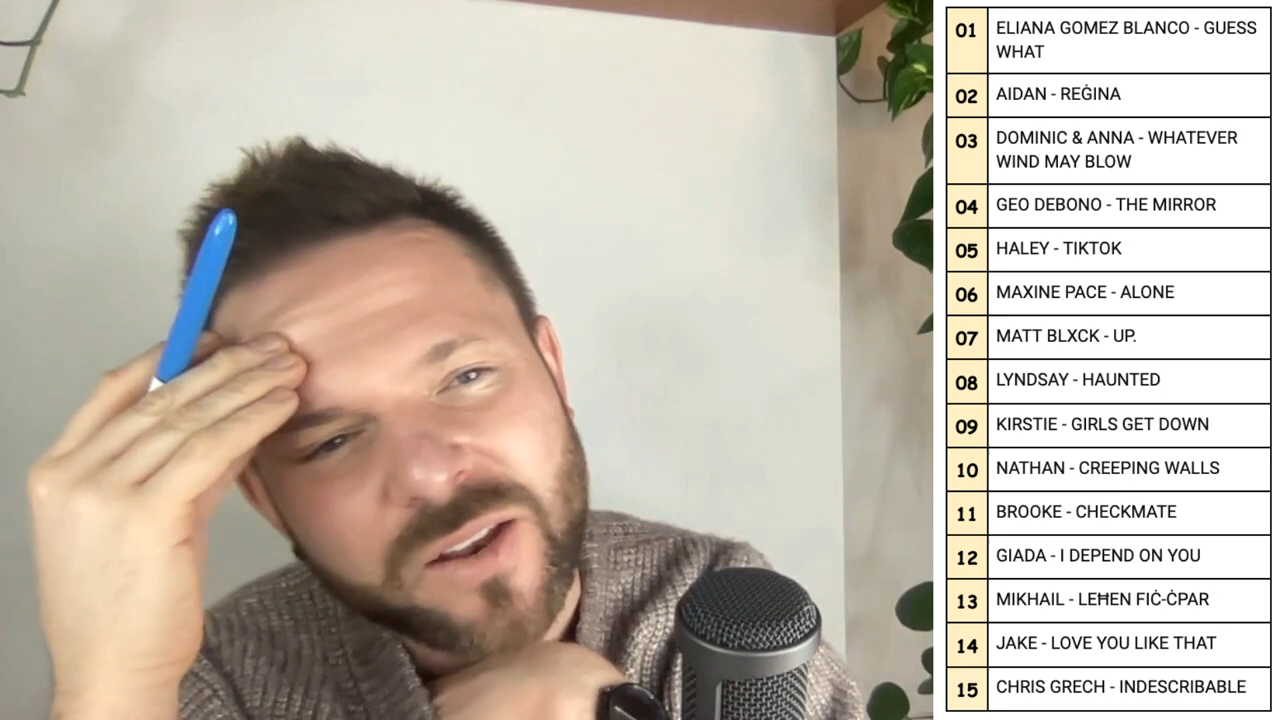 01
ELIANA GOMEZ BLANCO - GUESS
WHAT
02
AIDAN - REĠINA
03
DOMINIC & ANNA - WHATEVER
WIND MAY BLOW
04
GEO DEBONO - THE MIRROR
05
HALEY - TIKTOK
06
MAXINE PACE - ALONE
07
MATT BLXCK - UP.
08
LYNDSAY - HAUNTED
09
KIRSTIE - GIRLS GET DOWN
10
NATHAN - CREEPING WALLS
11
BROOKE - CHECKMATE
12
GIADA - I DEPEND ON YOU
13
MIKHAIL - LEĦEN FIĊ-ĊPAR
14
JAKE - LOVE YOU LIKE THAT
15
CHRIS GRECH - INDESCRIBABLE